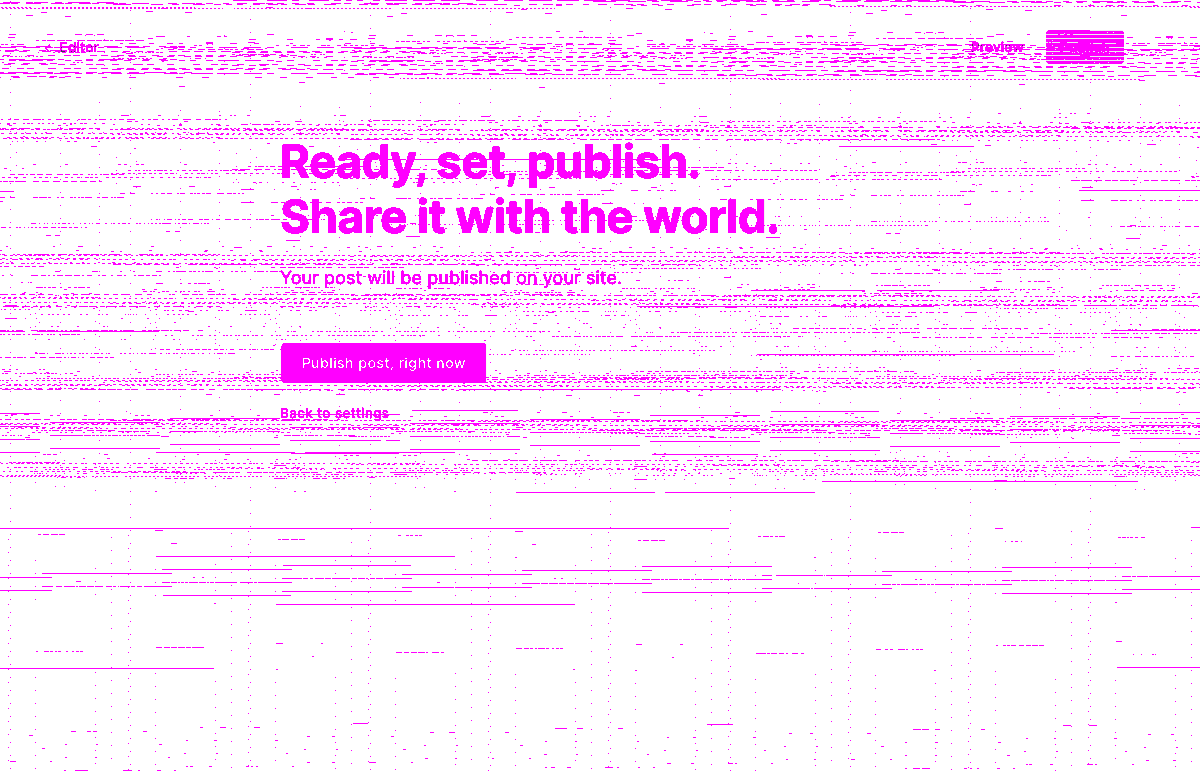 Editor
Preview
Ready, set, publish.
Share it with the world.
Your post will be published on your site.
Publish post, right now
Back to settings